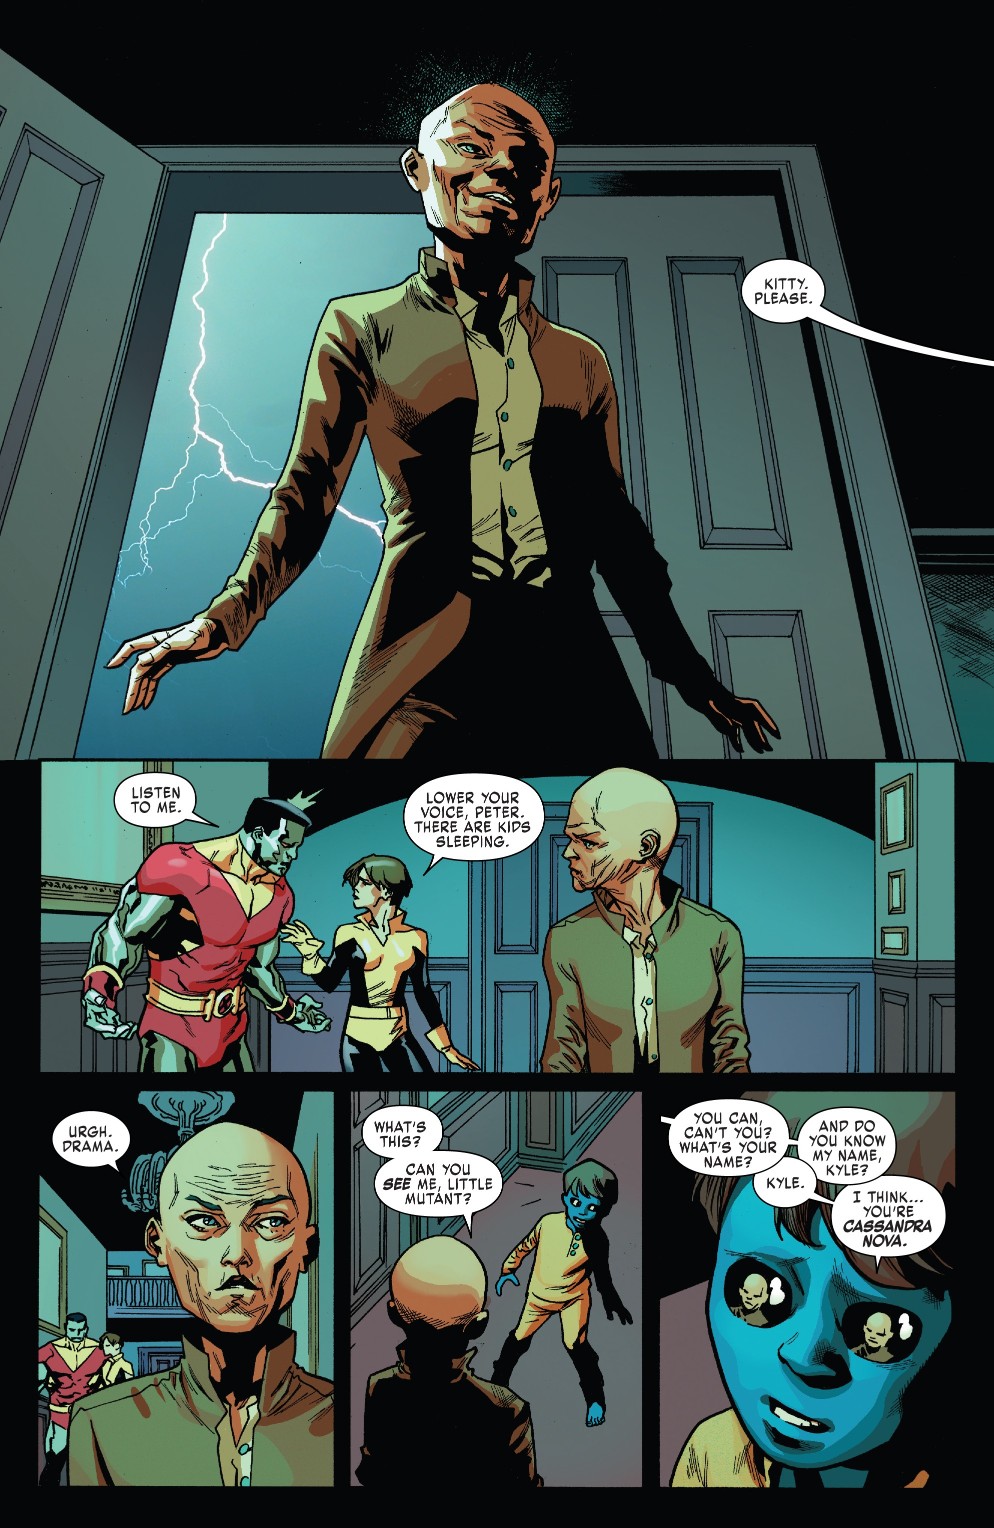 KITTY.
PLEASE.
LISTEN
TO ME.
LOWER YOUR
VOICE, PETER.
THERE ARE KIDS
SLEEPING.
URGH.
DRAMA.
WHAT'S
THIS?
CAN YOU
SEE ME, LITTLE
MUTANT?
YOU CAN,
CAN'T YOU?
WHAT'S YOUR
NAME?
KYLE.
AND DO
YOU KNOW
MY NAME,
KYLE?
I THINK...
YOU'RE
CASSANDRA
NOVA.